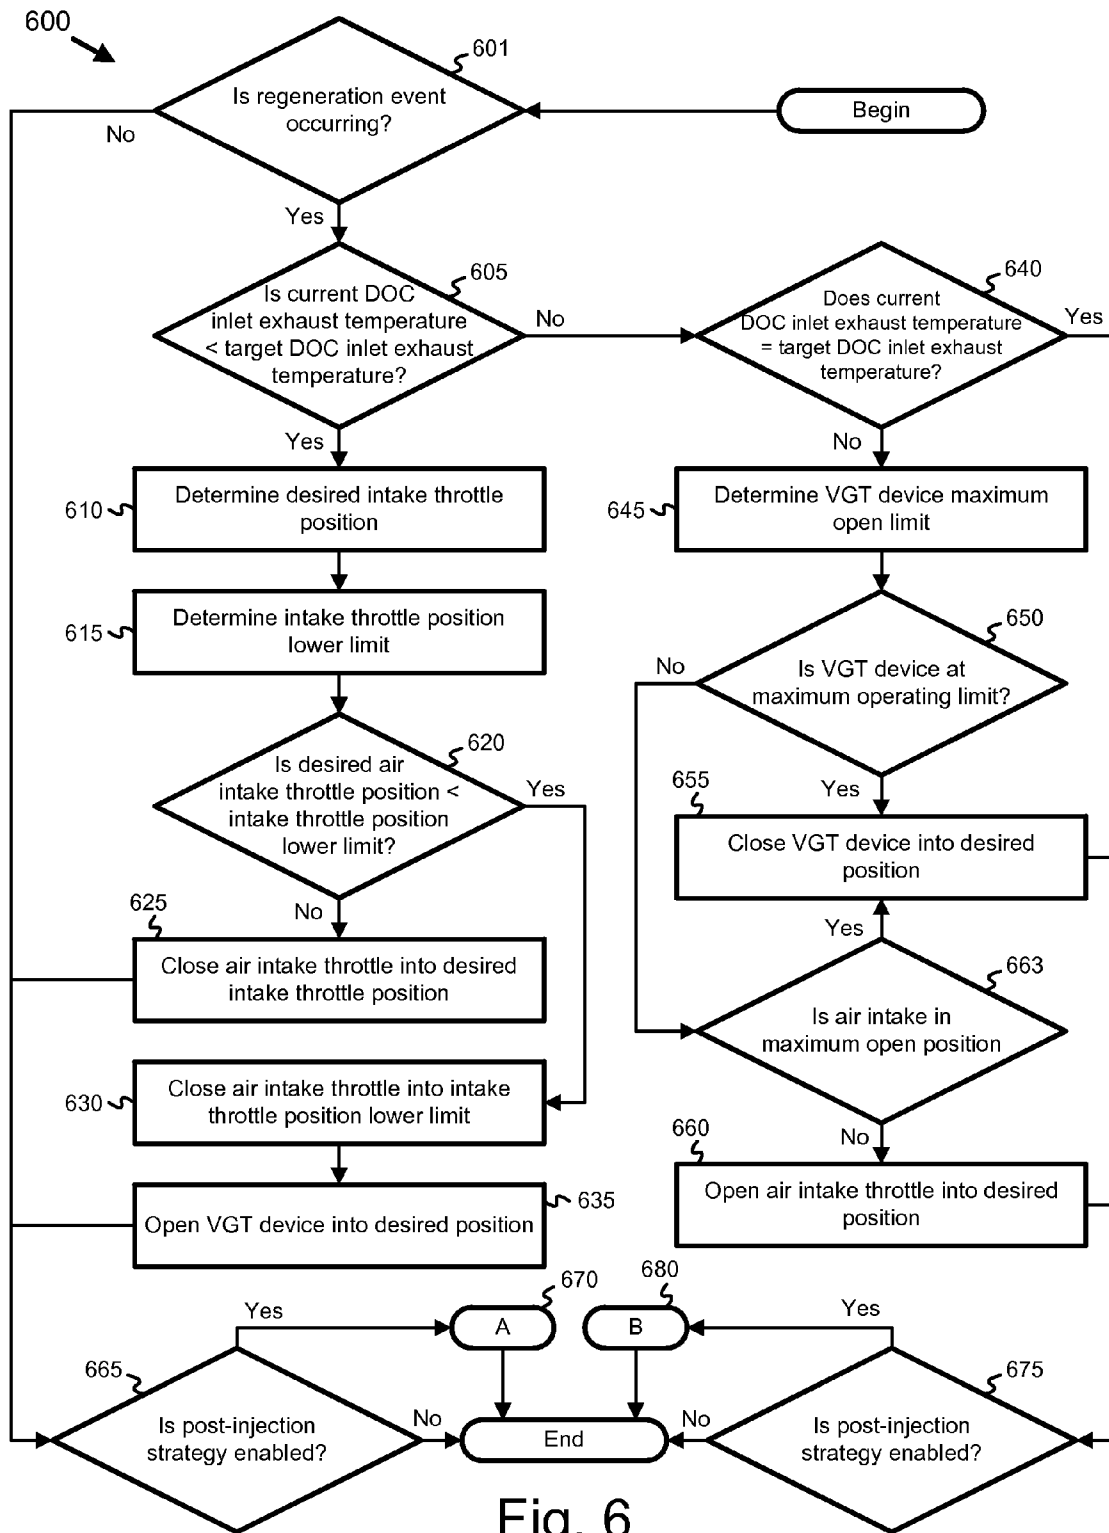 600
601
Is regeneration event
occurring?
Begin
No
Yes
605
Is current DOC
inlet exhaust temperature
< target DOC inlet exhaust
temperature?
No
640
Does current
DOC inlet exhaust temperature
= target DOC inlet exhaust
temperature?
Yes
Yes
No
610
Determine desired intake throttle
position
645
Determine VGT device maximum
open limit
615
Determine intake throttle position
lower limit
650
Is VGT device at
maximum operating limit?
No
Yes
620
Is desired air
intake throttle position <
intake throttle position
lower limit?
Yes
No
655
Close VGT device into desired
position
Yes
625
Close air intake throttle into desired
intake throttle position
663
Is air intake in
maximum open position
No
630
Close air intake throttle into intake
throttle position lower limit
660
Open air intake throttle into desired
position
635
Open VGT device into desired position
670
A
680
B
Yes
Yes
665
Is post-injection
strategy enabled?
No
End
No
675
Is post-injection
strategy enabled?
Fig. 6